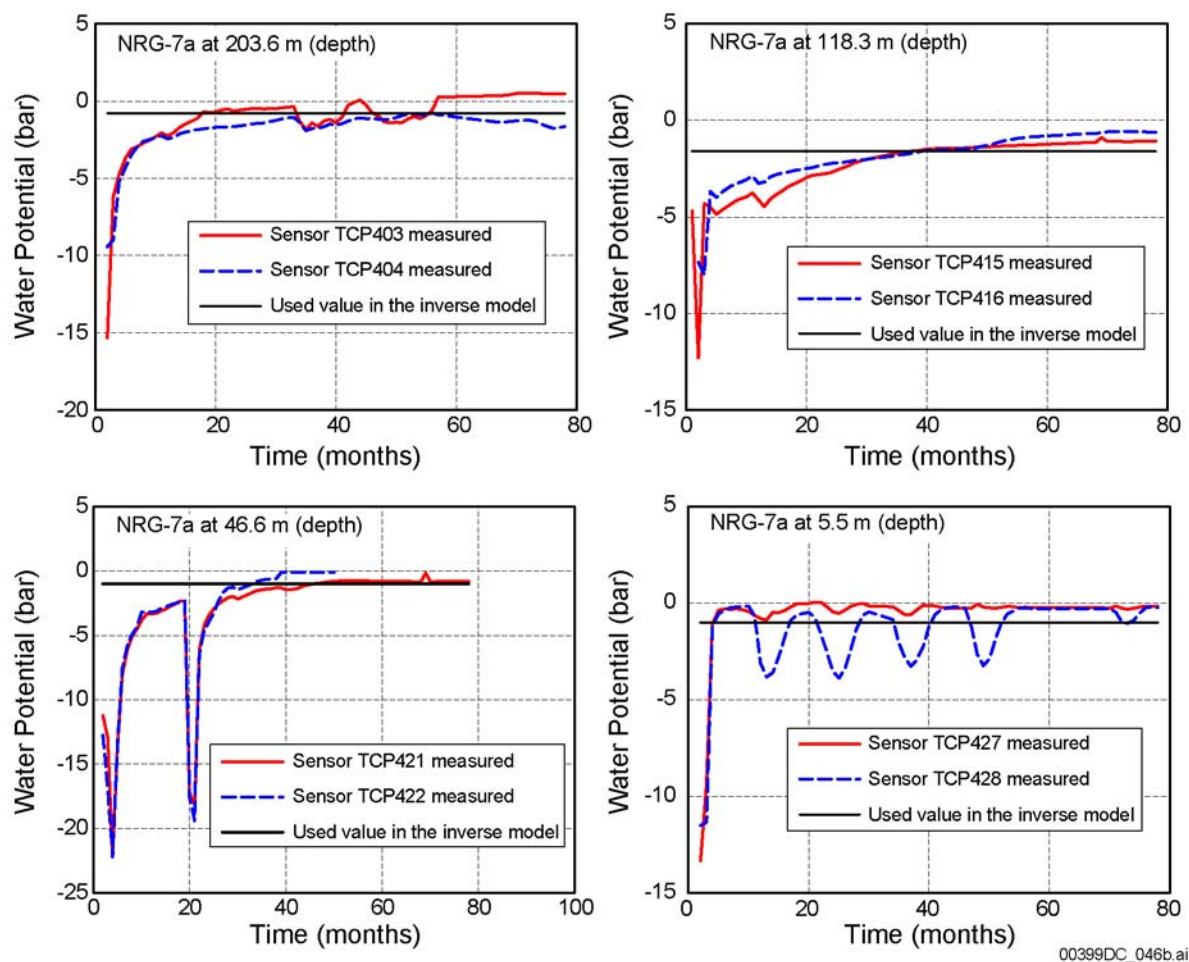 NRG-7a at 203.6 m (depth)
5
0
-5
-10
-15
-20
Water Potential (bar)
Sensor TCP403 measured
Sensor TCP404 measured
Used value in the inverse model
0 20 40 60 80
Time (months)
NRG-7a at 118.3 m (depth)
5
0
-5
-10
-15
Water Potential (bar)
Sensor TCP415 measured
Sensor TCP416 measured
Used value in the inverse model
0 20 40 60 80
Time (months)
NRG-7a at 46.6 m (depth)
5
0
-5
-10
-15
-20
-25
Water Potential (bar)
Sensor TCP421 measured
Sensor TCP422 measured
Used value in the inverse model
0 20 40 60 80 100
Time (months)
NRG-7a at 5.5 m (depth)
5
0
-5
-10
-15
Water Potential (bar)
Sensor TCP427 measured
Sensor TCP428 measured
Used value in the inverse model
0 20 40 60 80
Time (months)
00399DC_046b.ai